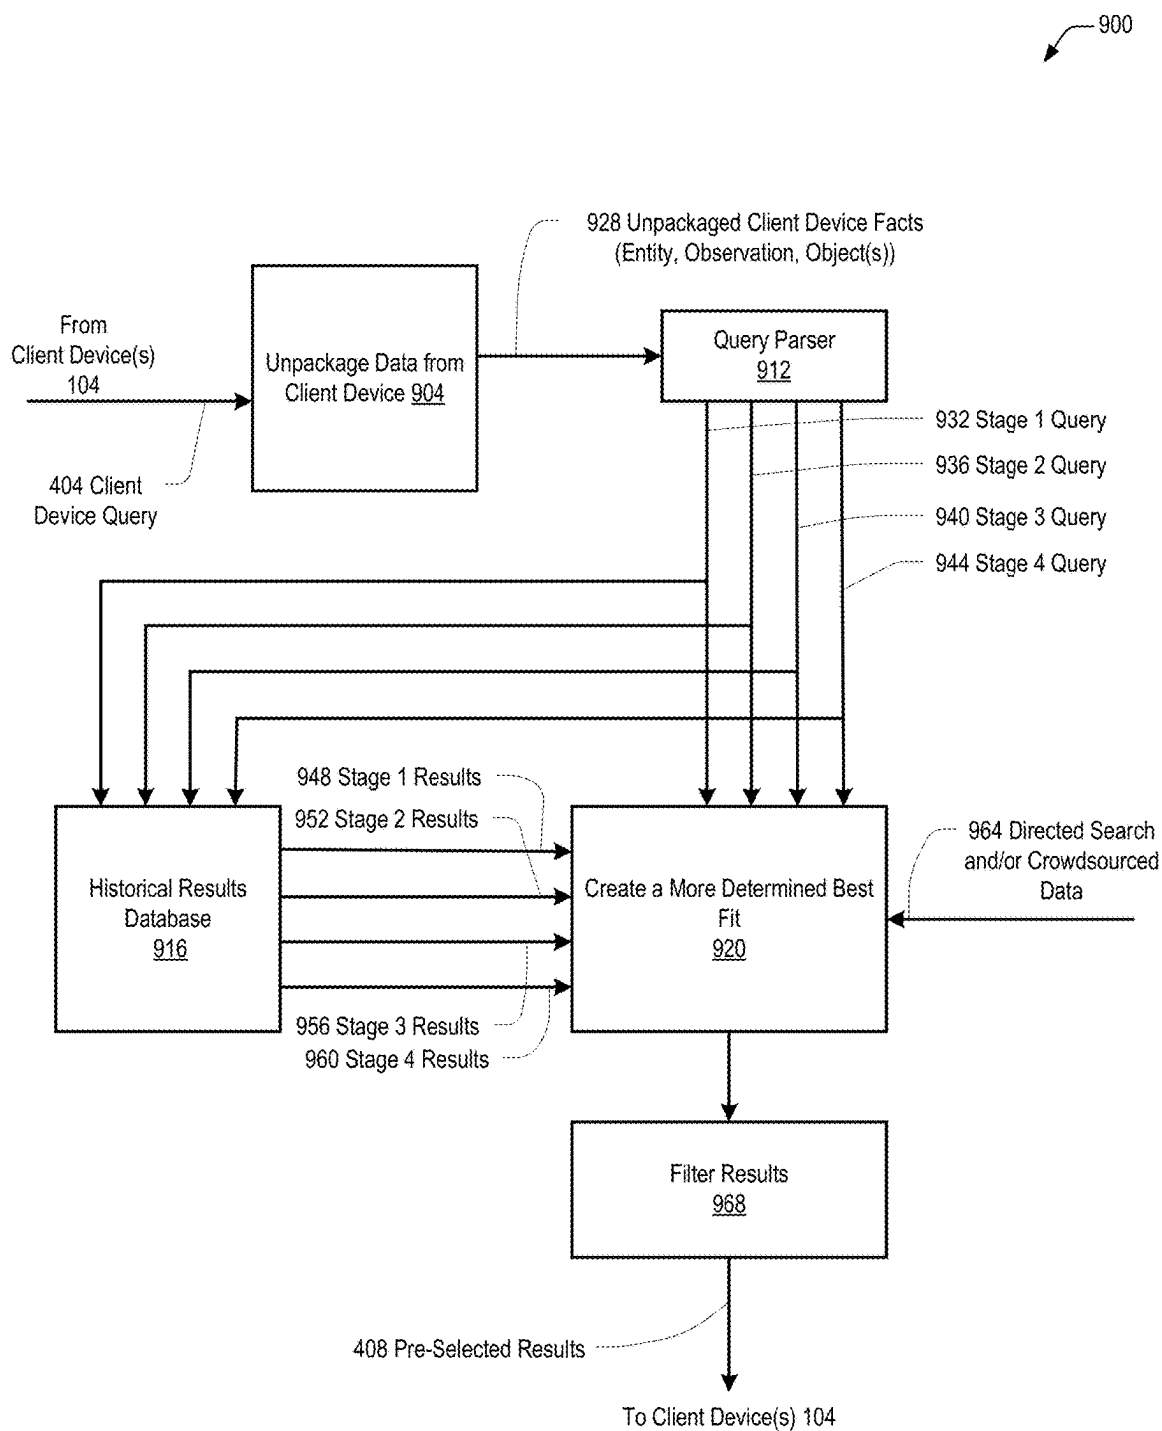 900
928 Unpackaged Client Device Facts
(Entity, Observation, Object(s))
From
Client Device(s)
104
Unpackage Data from
Client Device 904
Query Parser
912
404 Client
Device Query
932 Stage 1 Query
936 Stage 2 Query
940 Stage 3 Query
944 Stage 4 Query
948 Stage 1 Results
952 Stage 2 Results
Historical Results
Database
916
Create a More Determined Best
Fit
920
964 Directed Search
and/or Crowdsourced
Data
956 Stage 3 Results
960 Stage 4 Results
Filter Results
968
408 Pre-Selected Results
To Client Device(s) 104